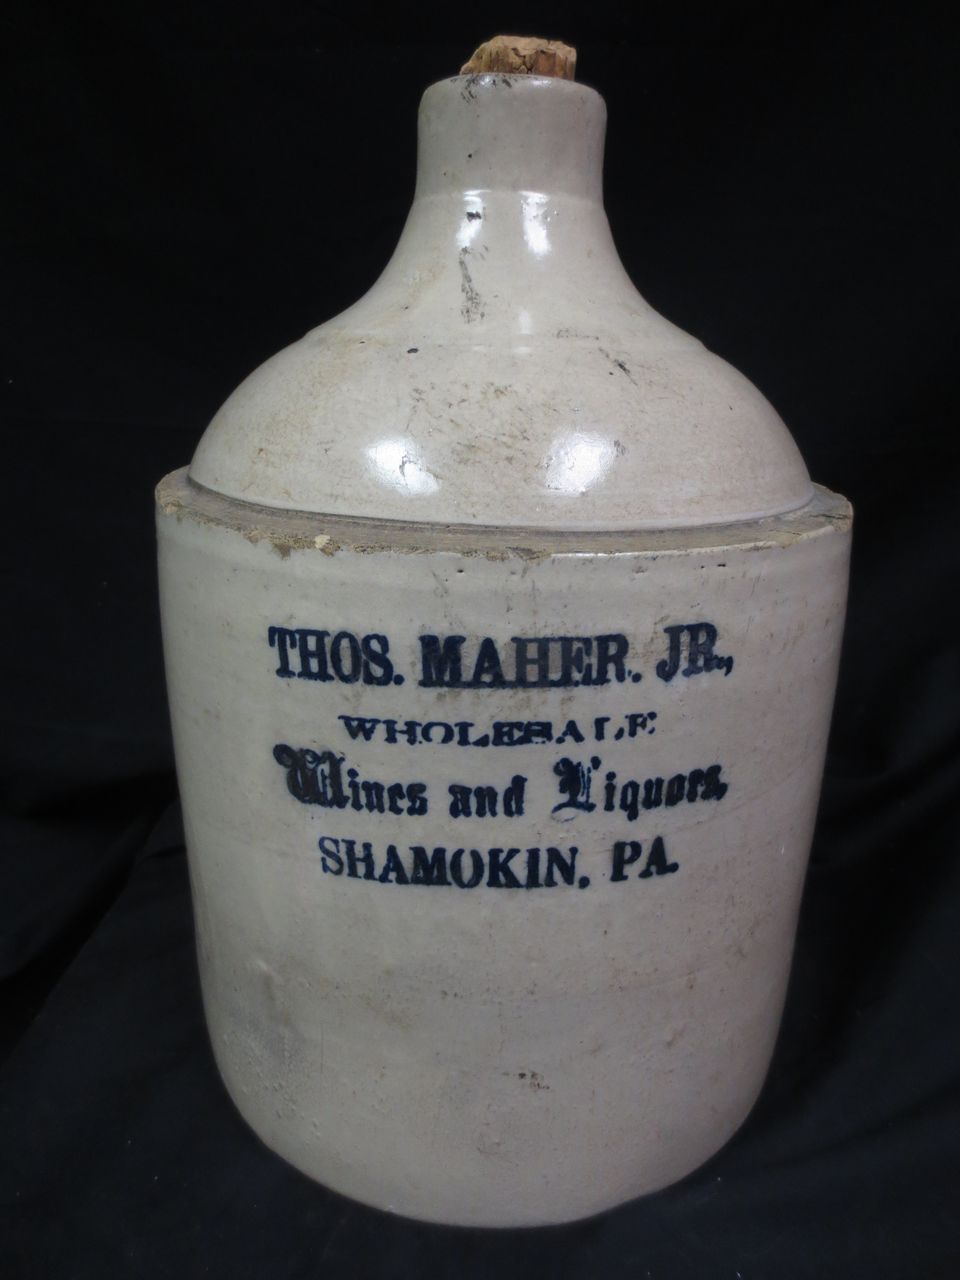 THOS. MAHER. JR.,
WHOLESALE
Wines and Liquors,
SHAMOKIN, PA.